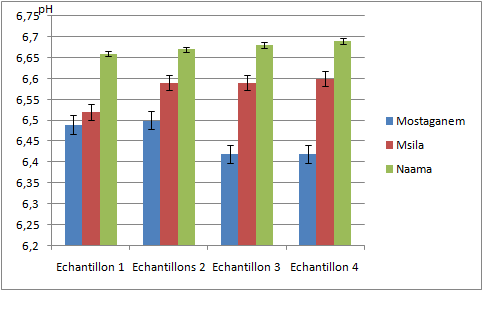 pH
6,75
6,7
6,65
6,6
6,55
6,5
6,45
6,4
6,35
6,3
6,25
6,2
Echantillon 1 Echantillons 2 Echantillon 3 Echantillon 4
Mostaganem
Msila
Naama